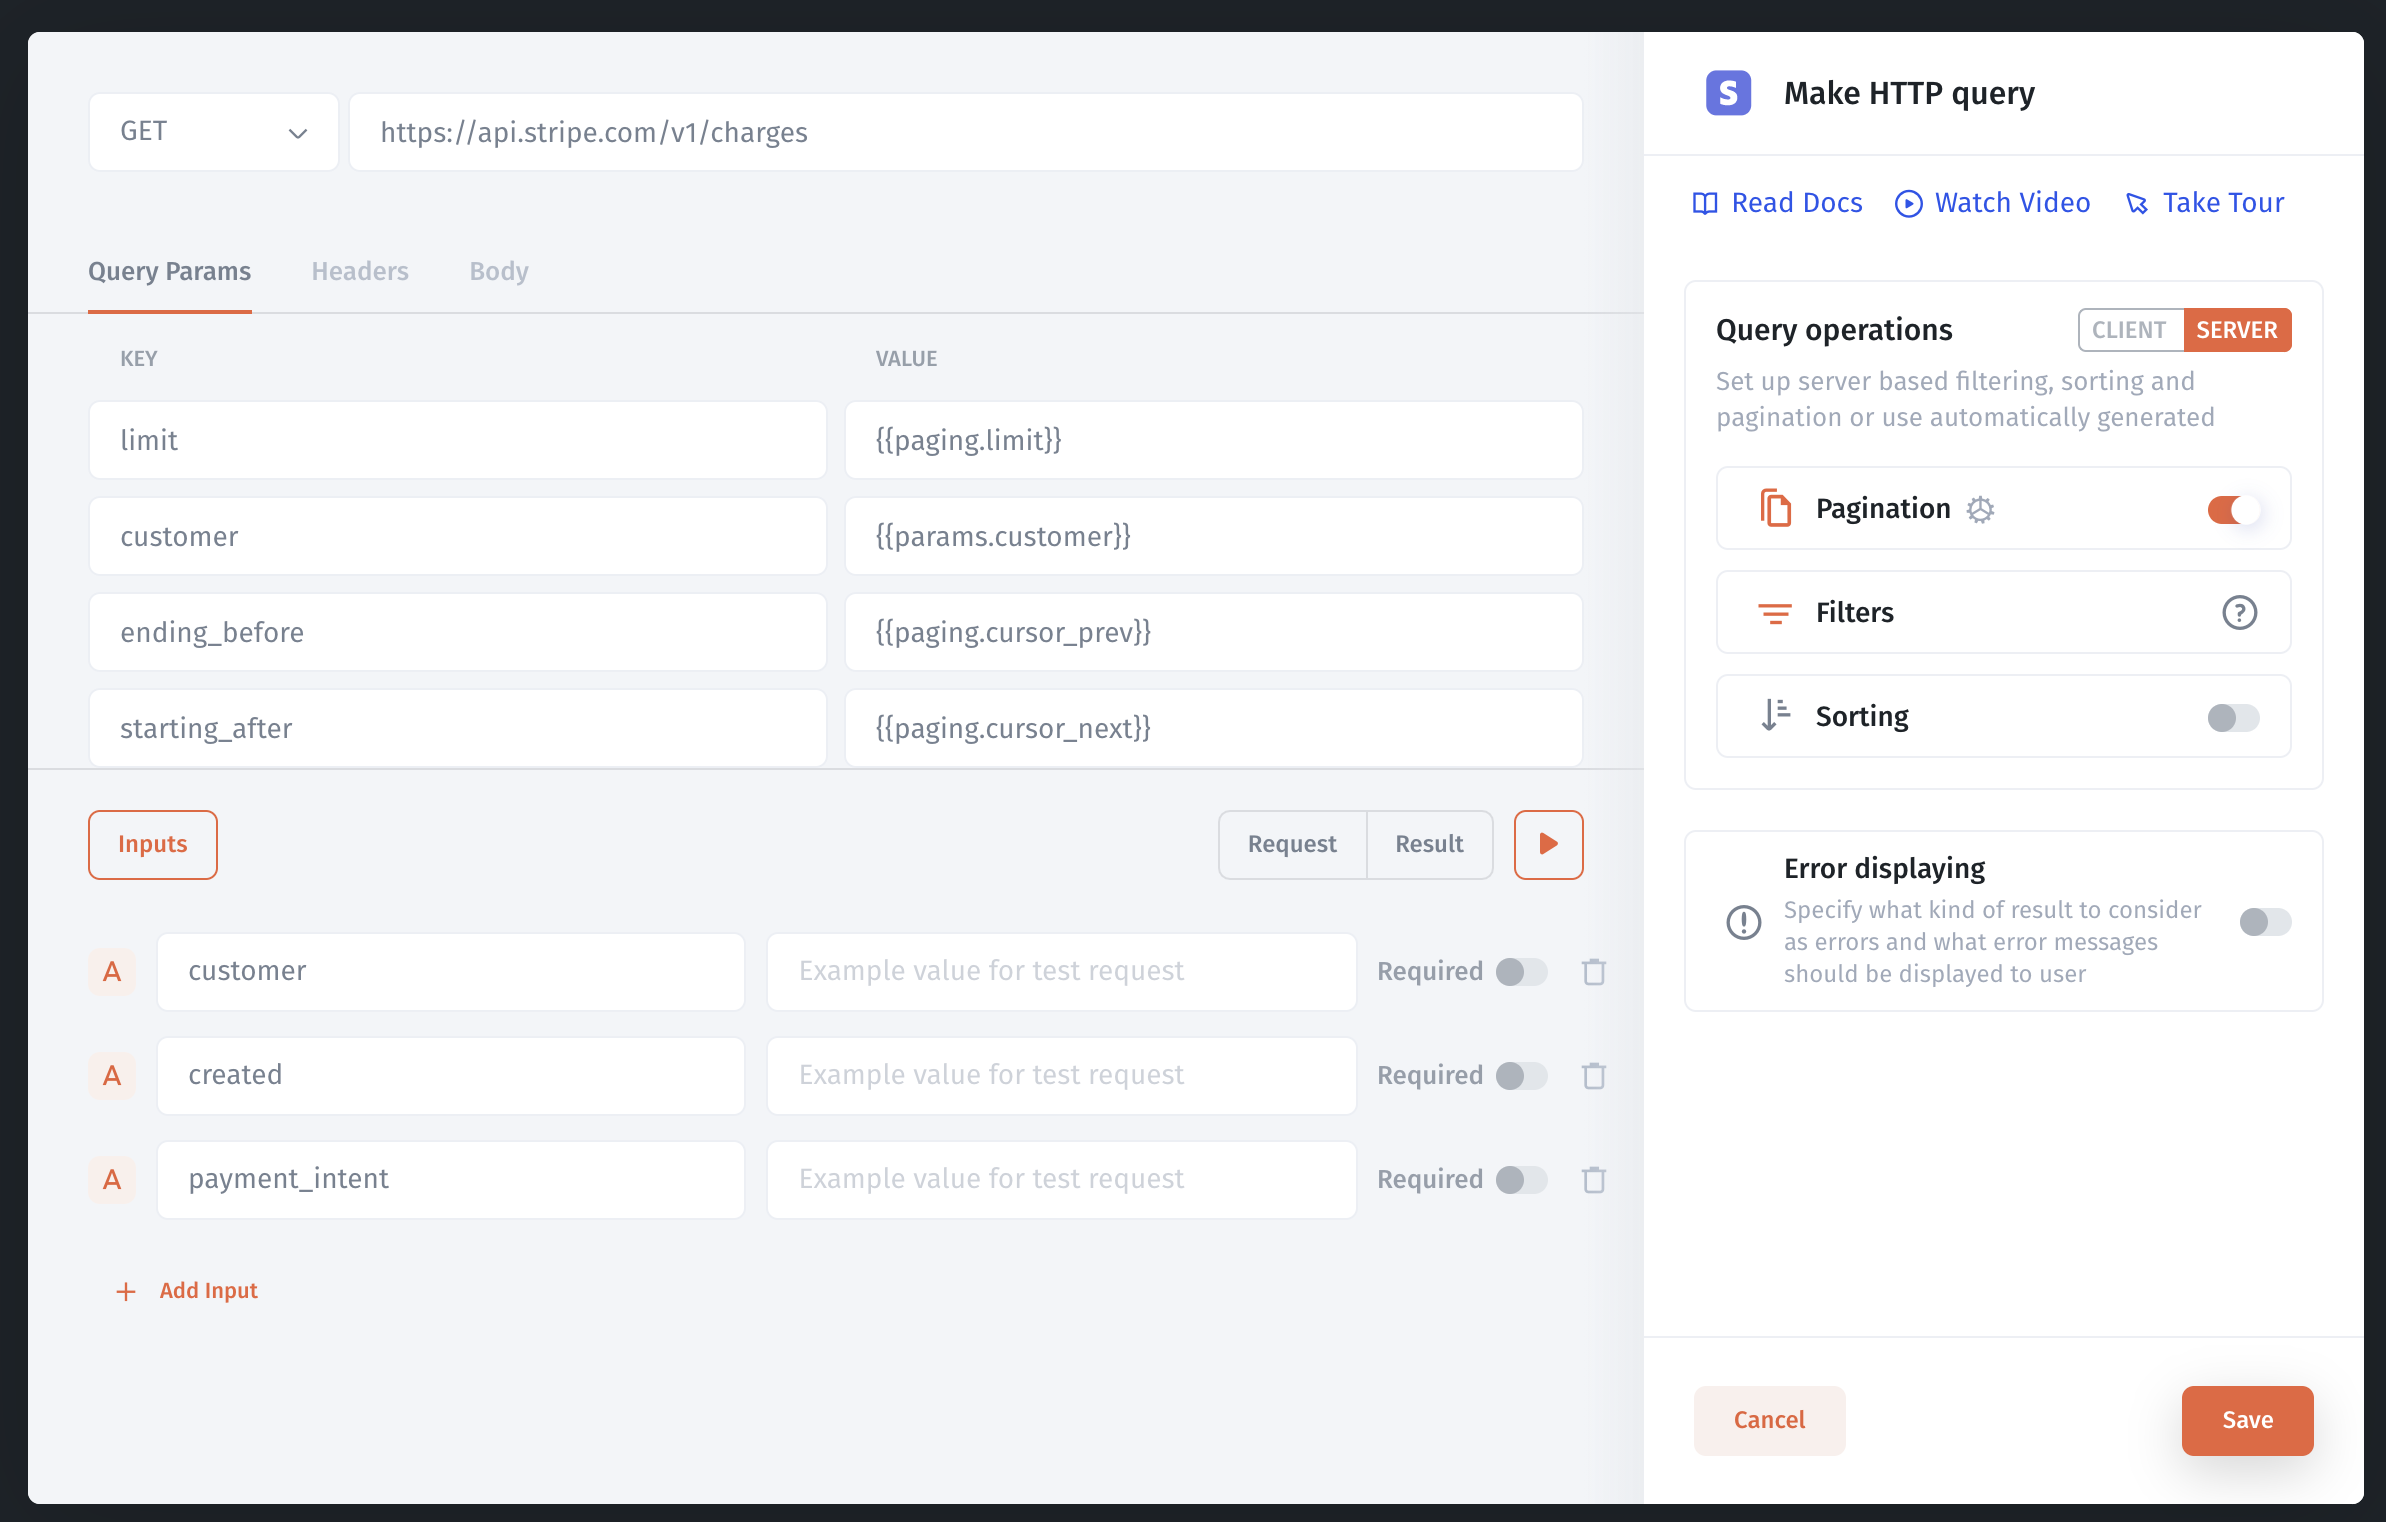 GET
https://api.stripe.com/v1/charges
Query Params
Headers
Body
KEY
VALUE
limit
{{paging.limit}}
customer
{{params.customer}}
ending_before
{{paging.cursor_prev}}
starting_after
{{paging.cursor_next}}
Inputs
Request
Result
A
customer
Example value for test request
Required
A
created
Example value for test request
Required
A
payment_intent
Example value for test request
Required
+ Add Input
S
Make HTTP query
Read Docs
Watch Video
Take Tour
Query operations
CLIENT
SERVER
Set up server based filtering, sorting and
pagination or use automatically generated
Pagination
Filters
?
Sorting
Error displaying
Specify what kind of result to consider
as errors and what error messages
should be displayed to user
Cancel
Save